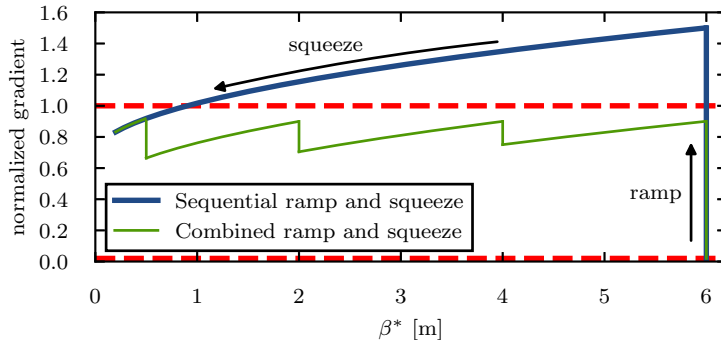 1.6
1.4
1.2
1.0
0.8
0.6
0.4
0.2
0.0
normalized gradient
squeeze
ramp
Sequential ramp and squeeze
Combined ramp and squeeze
0 1 2 3 4 5 6
β* [m]